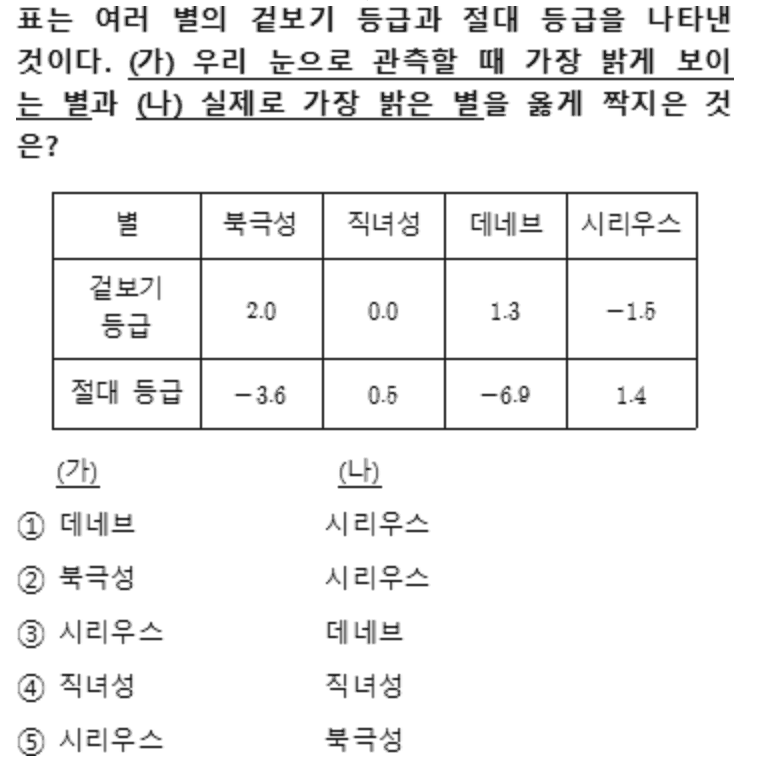 표는 여러 별의 겉보기 등급과 절대 등급을 나타낸
것이다. (가) 우리 눈으로 관측할 때 가장 밝게 보이
는 별과 (나) 실제로 가장 밝은 별을 옳게 짝지은 것
은?
별 북극성 직녀성 데네브 시리우스
겉보기
등급 2.0 0.0 1.3 −1.5
절대 등급 −3.6 0.5 −6.9 1.4
(가) (나)
① 데네브 시리우스
② 북극성 시리우스
③ 시리우스 데네브
④ 직녀성 직녀성
⑤ 시리우스 북극성